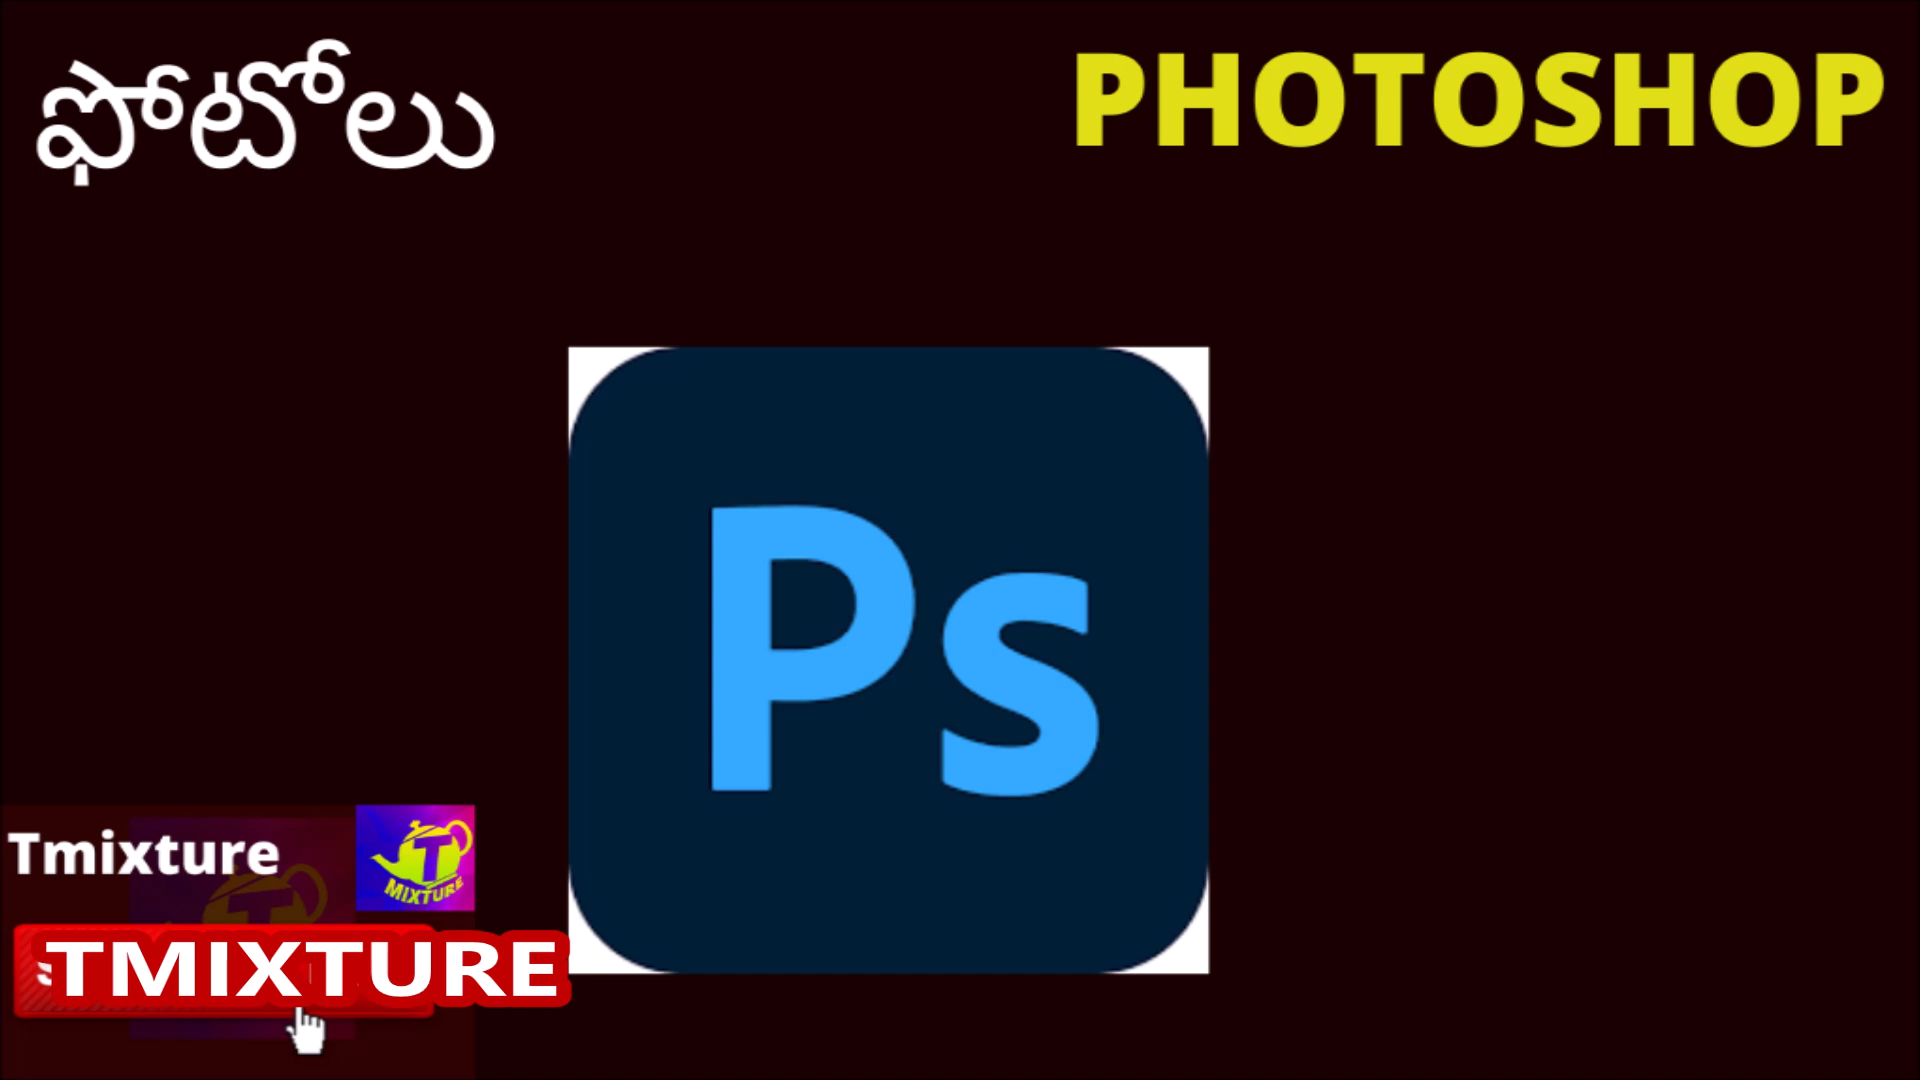 ఫోటోలు
PHOTOSHOP
Ps
Tmixture
T
MIXTURE
TMIXTURE